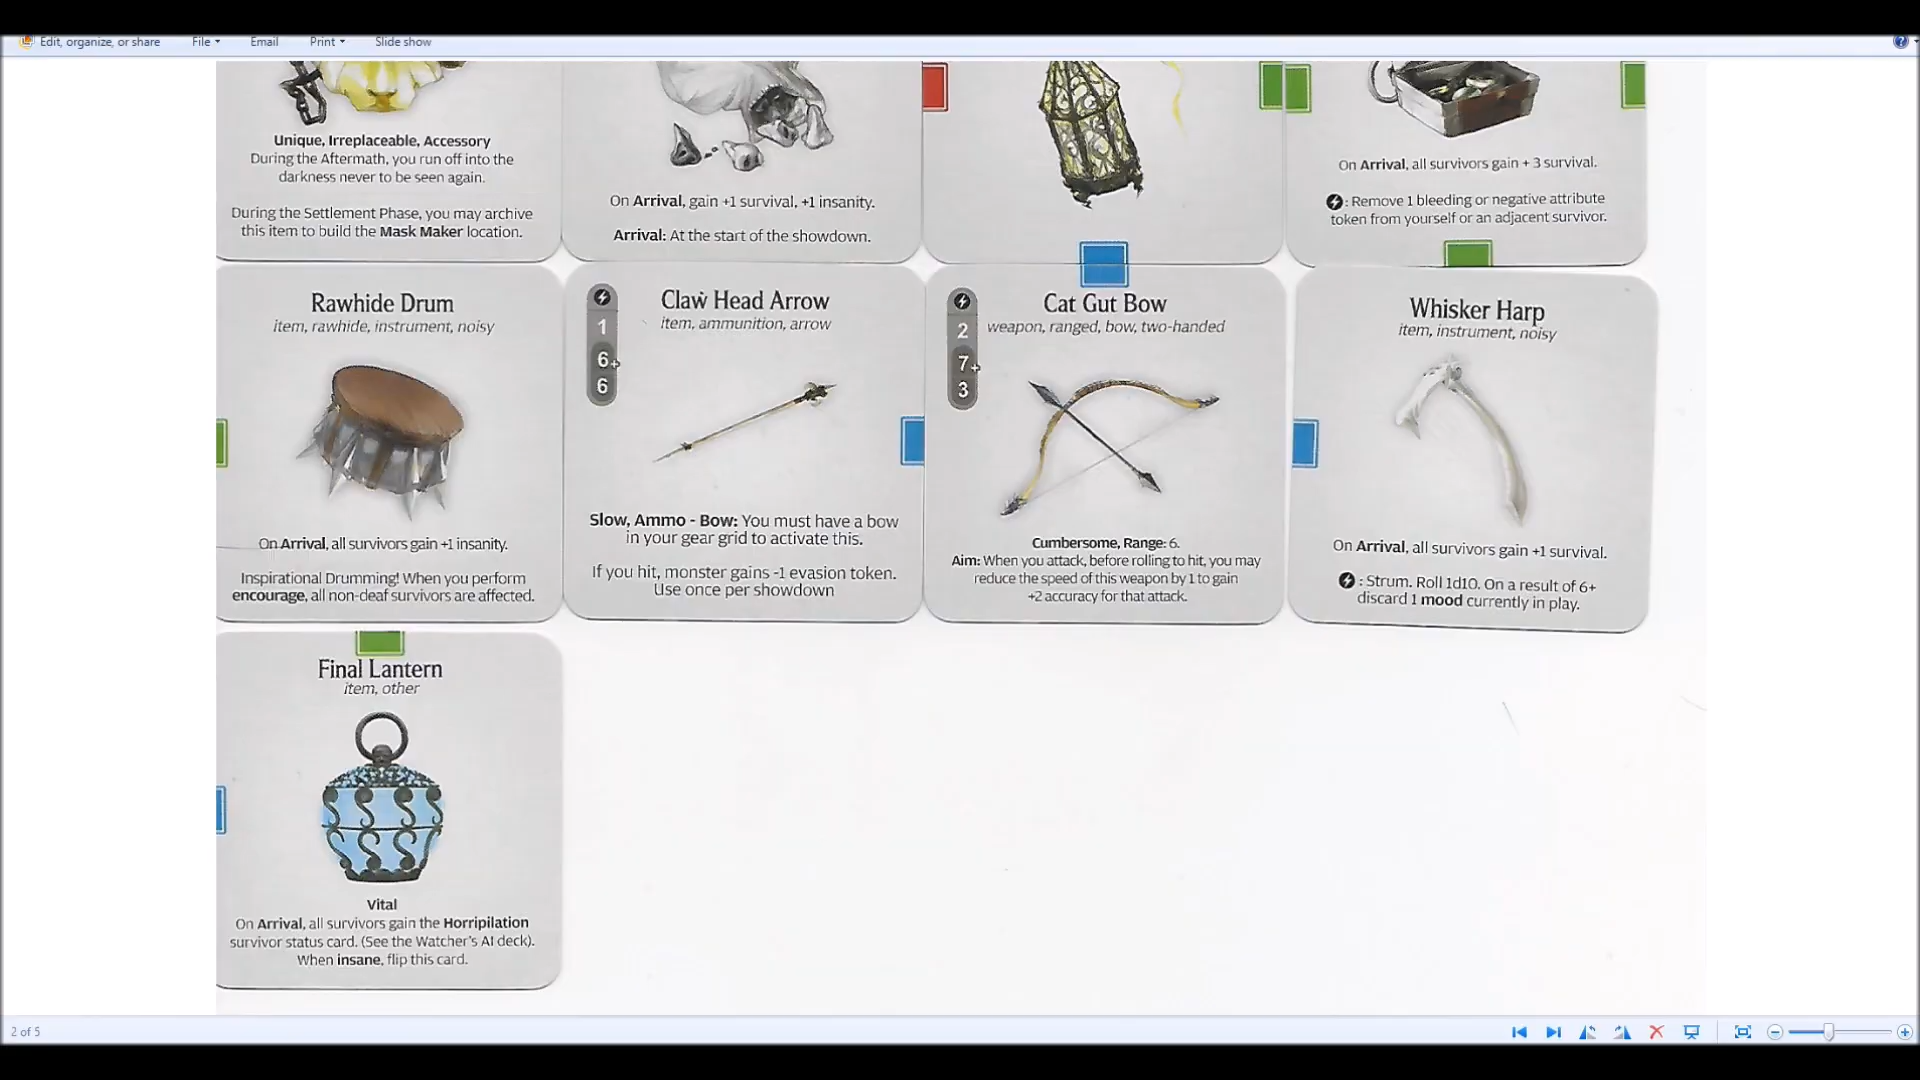 Edit, organize, or share File Email Print Slide show
Unique, Irreplaceable, Accessory
During the Aftermath, you run off into the
darkness never to be seen again.
During the Settlement Phase, you may archive
this item to build the Mask Maker location.
On Arrival, gain +1 survival, +1 insanity.
Arrival: At the start of the showdown.
On Arrival, all survivors gain + 3 survival.
: Remove 1 bleeding or negative attribute
token from yourself or an adjacent survivor.
Rawhide Drum
item, rawhide, instrument, noisy
On Arrival, all survivors gain +1 insanity.
Inspirational Drumming! When you perform
encourage, all non-deaf survivors are affected.
1
6+
6
Claw Head Arrow
item, ammunition, arrow
Slow, Ammo - Bow: You must have a bow
in your gear grid to activate this.
If you hit, monster gains -1 evasion token.
Use once per showdown
2
7+
3
Cat Gut Bow
weapon, ranged, bow, two-handed
Cumbersome, Range: 6.
Aim: When you attack, before rolling to hit, you may
reduce the speed of this weapon by 1 to gain
+2 accuracy for that attack.
Whisker Harp
item, instrument, noisy
On Arrival, all survivors gain +1 survival.
: Strum. Roll 1d10. On a result of 6+
discard 1 mood currently in play.
Final Lantern
item, other
Vital
On Arrival, all survivors gain the Horripilation
survivor status card. (See the Watcher's AI deck).
When insane, flip this card.
2 of 5